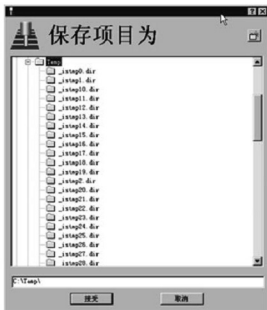 保存项目为
Temp
_istmp0.dir
_istmp1.dir
_istmp10.dir
_istmp11.dir
_istmp12.dir
_istmp13.dir
_istmp14.dir
_istmp15.dir
_istmp16.dir
_istmp17.dir
_istmp18.dir
_istmp19.dir
_istmp2.dir
_istmp20.dir
_istmp21.dir
_istmp22.dir
_istmp23.dir
_istmp24.dir
_istmp25.dir
_istmp26.dir
_istmp27.dir
_istmp28.dir
C:\Temp\
接受
取消